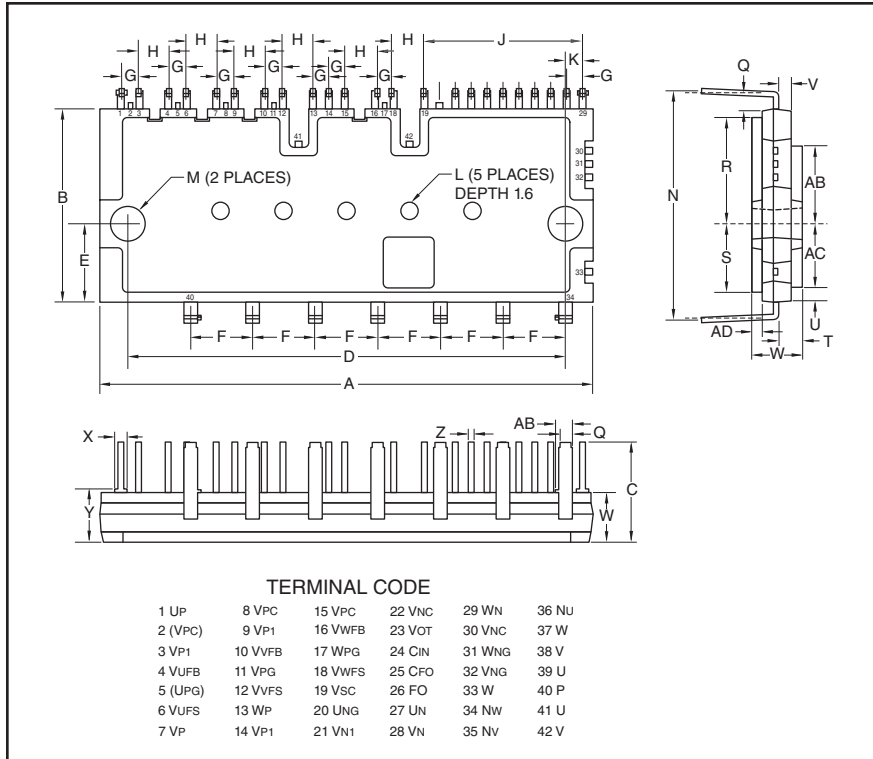 H H H H H H J
G G G G G G K G
1 2 3 4 5 6 7 8 9 10 11 12 13 14 15 16 17 18 19 29
41 42
30
31
32
33
M (2 PLACES)
L (5 PLACES)
DEPTH 1.6
B
E
40 34
F F F F F F
D
A
Q V
N R S AB AC
AD U
W T
X Z AB Q
Y W C
TERMINAL CODE
1 UP 8 VPC 15 VPC 22 VNC 29 WN 36 NU
2 (VPC) 9 VP1 16 VWFB 23 VOT 30 VNC 37 W
3 VP1 10 VVFB 17 WPG 24 CIN 31 WNG 38 V
4 VUFB 11 VPG 18 VWFS 25 CFO 32 VNG 39 U
5 (UPG) 12 VVFS 19 VSC 26 FO 33 W 40 P
6 VUFS 13 WP 20 UNG 27 UN 34 NW 41 U
7 VP 14 VP1 21 VN1 28 VN 35 NV 42 V